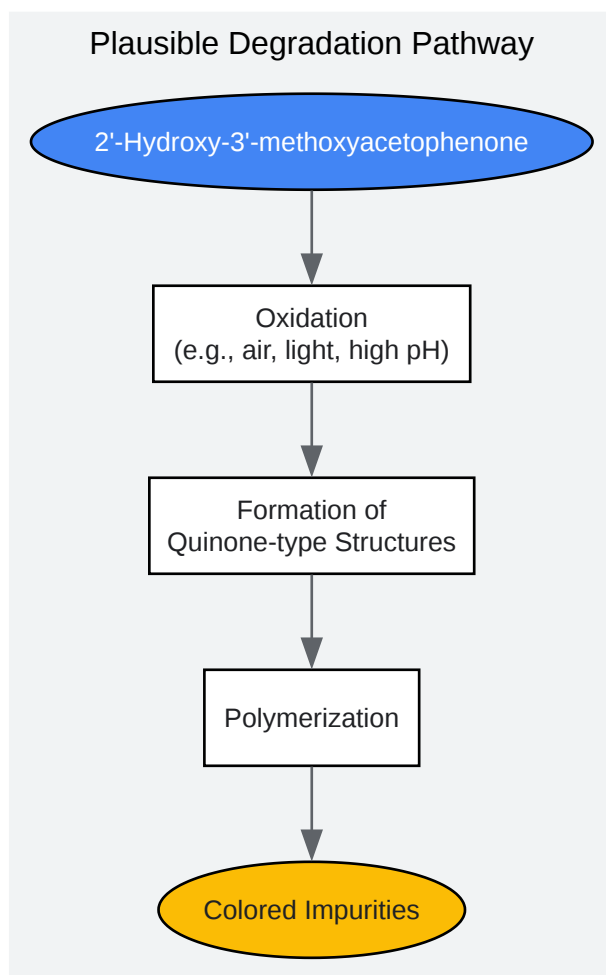 Plausible Degradation Pathway
2'-Hydroxy-3'-methoxyacetophenone
Oxidation
(e.g., air, light, high pH)
Formation of
Quinone-type Structures
Polymerization
Colored Impurities